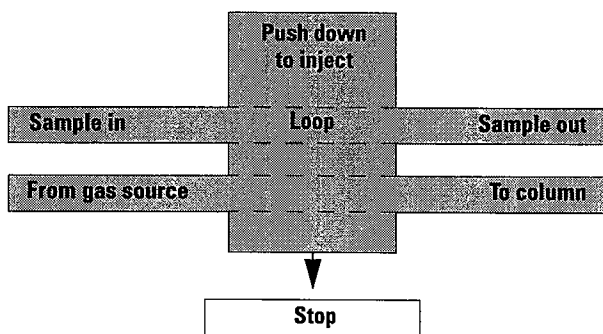 Push down
to inject
Sample in
Loop
Sample out
From gas source
To column
Stop